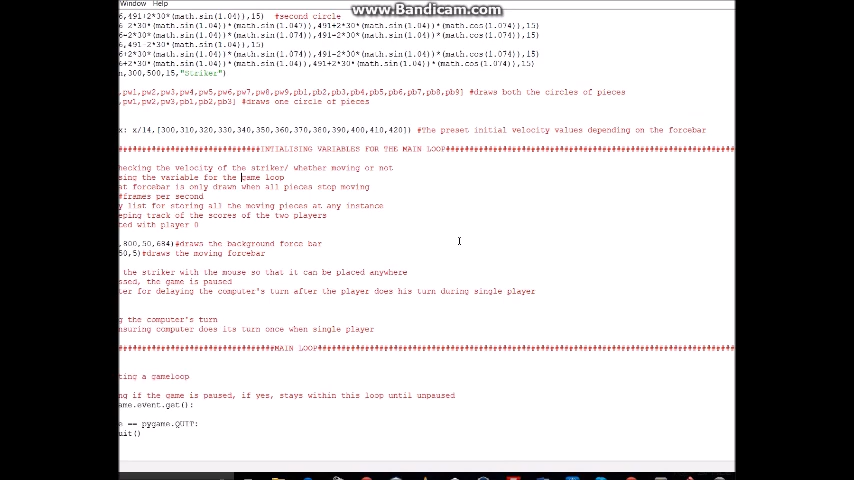 www.Bandicam.com
Window Help
6,491+2*30*(math.sin(1.04)),15) #second circle
6-2*30*(math.sin(1.04))*(math.sin(1.047)),491+2*30*(math.sin(1.04))*(math.cos(1.074)),15)
6-2*30*(math.sin(1.04))*(math.sin(1.074)),491-2*30*(math.sin(1.04))*(math.cos(1.074)),15)
6,491-2*30*(math.sin(1.04)),15)
6+2*30*(math.sin(1.04))*(math.sin(1.074)),491-2*30*(math.sin(1.04))*(math.cos(1.074)),15)
6+2*30*(math.sin(1.04))*(math.sin(1.074)),491+2*30*(math.sin(1.04))*(math.cos(1.074)),15)
n,300,500,15,"Striker")
,pw1,pw2,pw3,pw4,pw5,pw6,pw7,pw8,pw9,pb1,pb2,pb3,pb4,pb5,pb6,pb7,pb8,pb9] #draws both the circles of pieces
,pw1,pw2,pw3,pb1,pb2,pb3] #draws one circle of pieces
x: x/14,[300,310,320,330,340,350,360,370,380,390,400,410,420]) #The preset initial velocity values depending on the forcebar
INTIALISING VARIABLES FOR THE MAIN LOOP
hecking the velocity of the striker/ whether moving or not
sing the variable for the game loop
at forcebar is only drawn when all pieces stop moving
#frames per second
y list for storing all the moving pieces at any instance
eping track of the scores of the two players
ted with player 0
,800,50,684)#draws the background force bar
50,5)#draws the moving forcebar
the striker with the mouse so that it can be placed anywhere
ssed, the game is paused
ter for delaying the computer's turn after the player does his turn during single player
g the computer's turn
nsuring computer does its turn once when single player
MAIN LOOP
ting a gameloop
ng if the game is paused, if yes, stays within this loop until unpaused
ame.event.get():
e == pygame.QUIT:
uit()